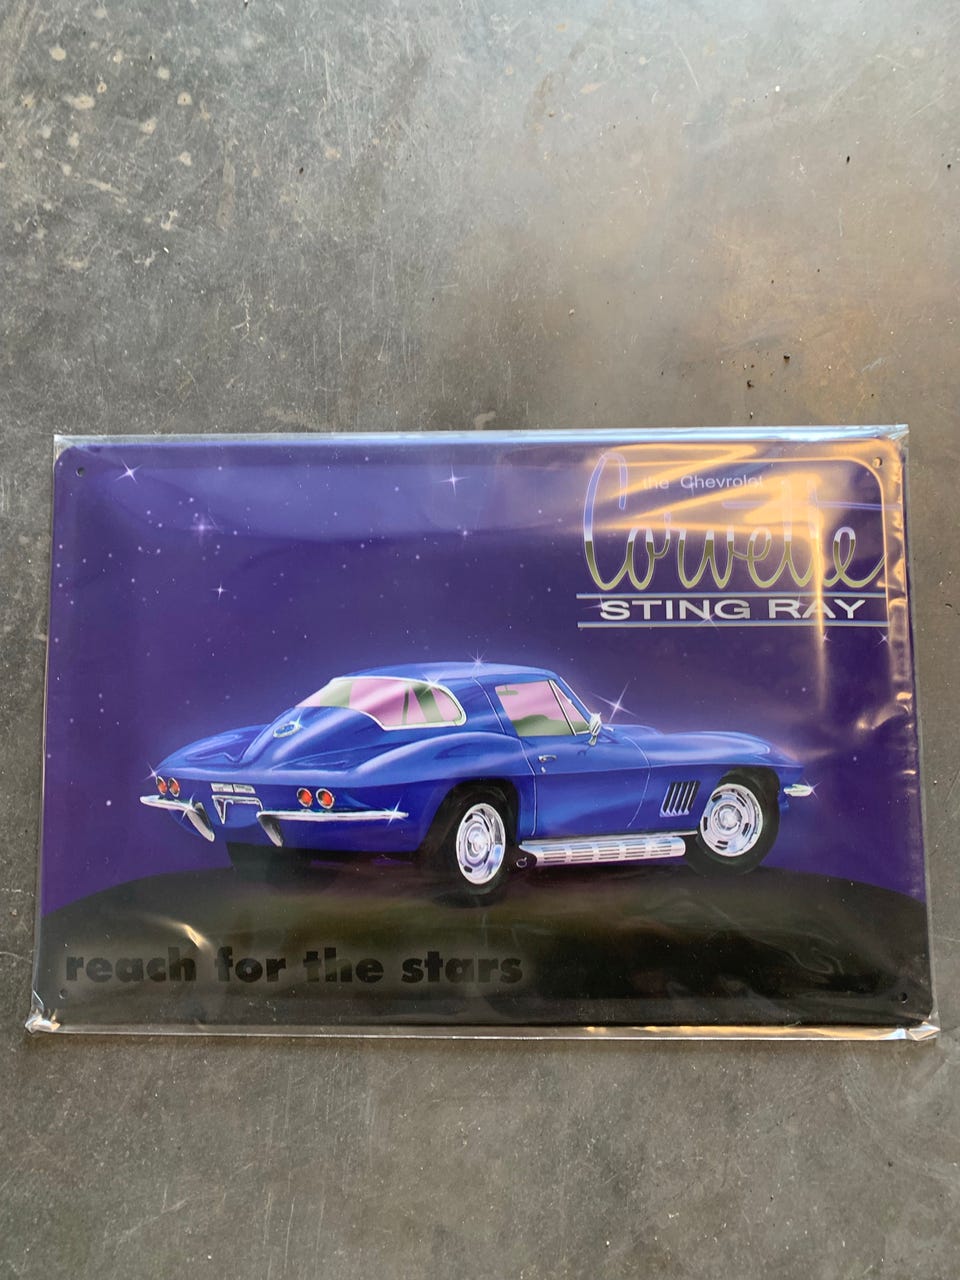 the Chevrolet
Corvette
STING RAY
reach for the stars